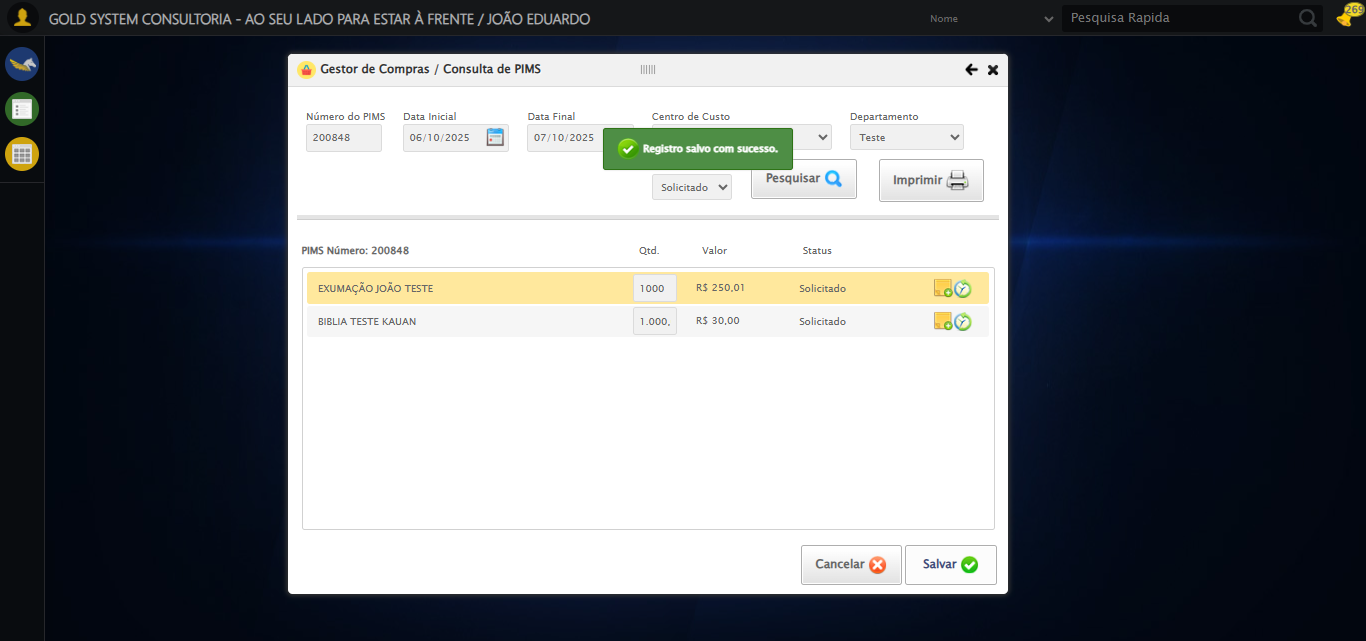 GOLD SYSTEM CONSULTORIA - AO SEU LADO PARA ESTAR À FRENTE / JOÃO EDUARDO
Nome
Pesquisa Rapida
269
Gestor de Compras / Consulta de PIMS
Número do PIMS
Data Inicial
Data Final
Centro de Custo
Departamento
200848
06/10/2025
07/10/2025
Teste
Registro salvo com sucesso.
Solicitado
Pesquisar
Imprimir
PIMS Número: 200848
Qtd.
Valor
Status
EXUMAÇÃO JOÃO TESTE
1000
R$ 250,01
Solicitado
BIBLIA TESTE KAUAN
1.000,
R$ 30,00
Solicitado
Cancelar
Salvar